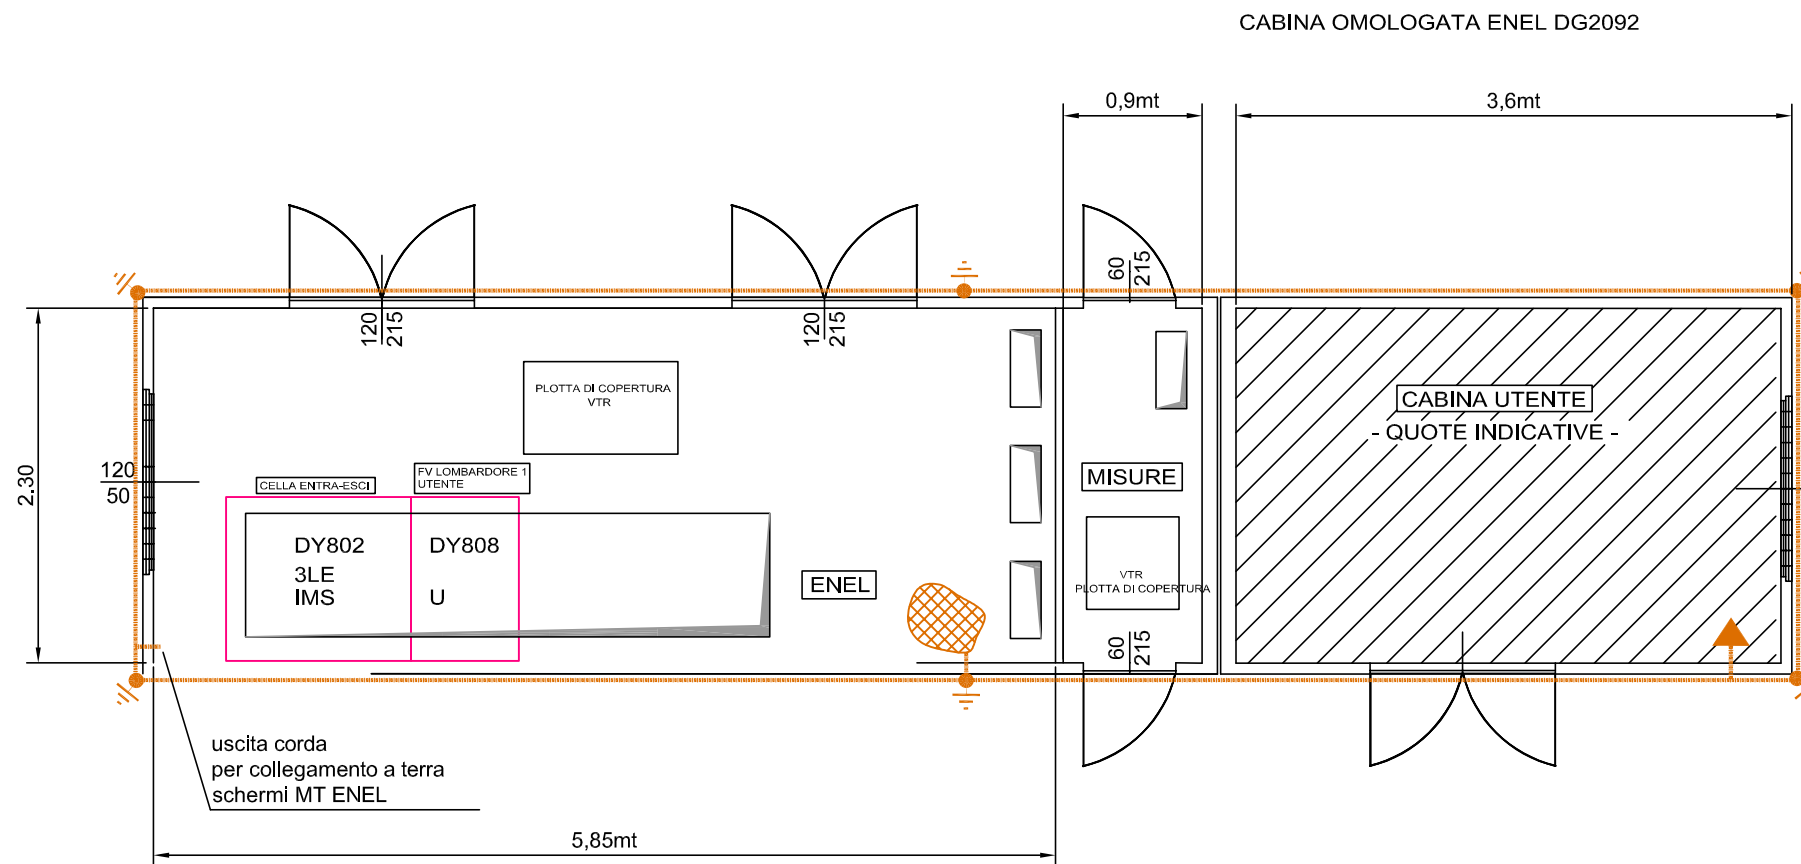 CABINA OMOLOGATA ENEL DG2092
0,9mt
3,6mt
60
215
120
215
120
215
PLOTTA DI COPERTURA
VTR
CABINA UTENTE
- QUOTE INDICATIVE -
2.30
120
50
CELLA ENTRA-ESCI
FV LOMBARDORE 1
UTENTE
MISURE
DY802
3LE
IMS
DY808
U
ENEL
VTR
PLOTTA DI COPERTURA
60
215
uscita corda
per collegamento a terra
schermi MT ENEL
5,85mt